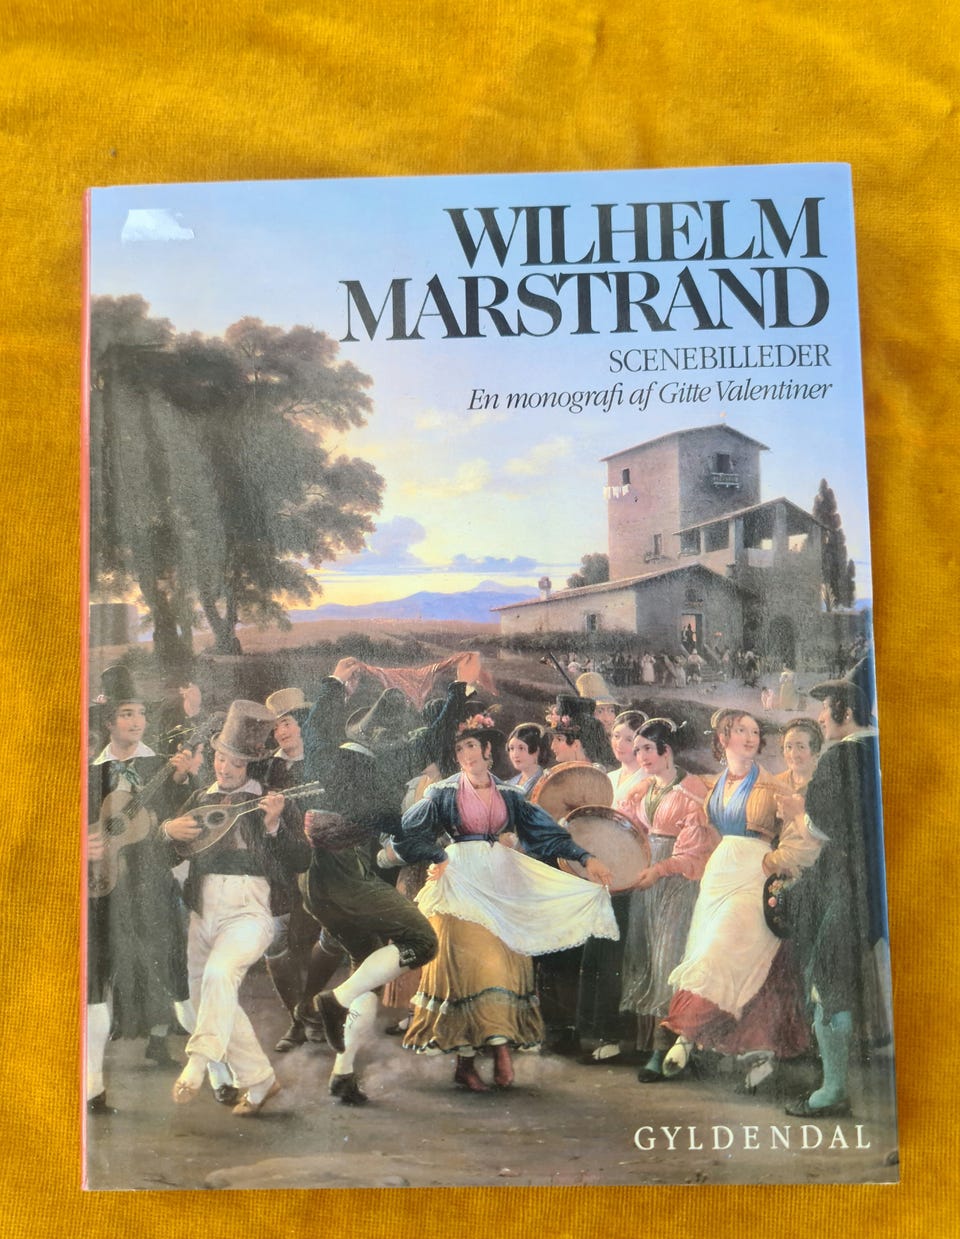 WILHELM
MARSTRAND
SCENEBILLEDER
En monografi af Gitte Valentiner
GYLDENDAL